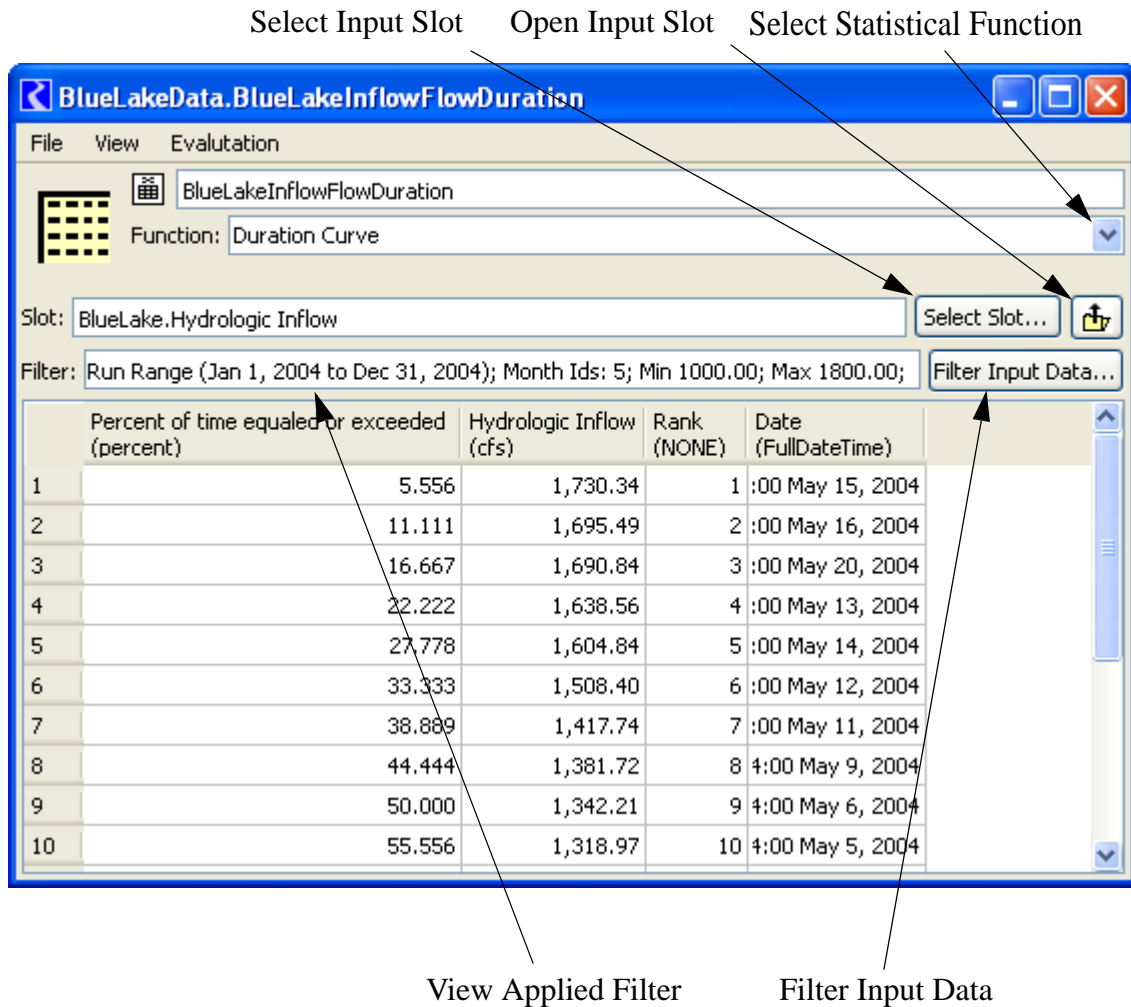 Select Input Slot Open Input Slot Select Statistical Function
BlueLakeData.BlueLakeInflowFlowDuration
File View Evalutation
BlueLakeInflowFlowDuration
Function: Duration Curve
Slot: BlueLake.Hydrologic Inflow Select Slot...
Filter: Run Range (Jan 1, 2004 to Dec 31, 2004); Month Ids: 5; Min 1000.00; Max 1800.00; Filter Input Data...
Percent of time equaled or exceeded Hydrologic Inflow Rank Date
(percent) (cfs) (NONE) (FullDateTime)
1 5.556 1,730.34 1 :00 May 15, 2004
2 11.111 1,695.49 2 :00 May 16, 2004
3 16.667 1,690.84 3 :00 May 20, 2004
4 22.222 1,638.56 4 :00 May 13, 2004
5 27.778 1,604.84 5 :00 May 14, 2004
6 33.333 1,508.40 6 :00 May 12, 2004
7 38.889 1,417.74 7 :00 May 11, 2004
8 44.444 1,381.72 8 4:00 May 9, 2004
9 50.000 1,342.21 9 4:00 May 6, 2004
10 55.556 1,318.97 10 4:00 May 5, 2004
View Applied Filter Filter Input Data